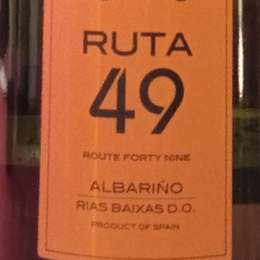 RUTA
49
ROUTE FORTY NINE
ALBARIÑO
RIAS BAIXAS D.O.
PRODUCT OF SPAIN